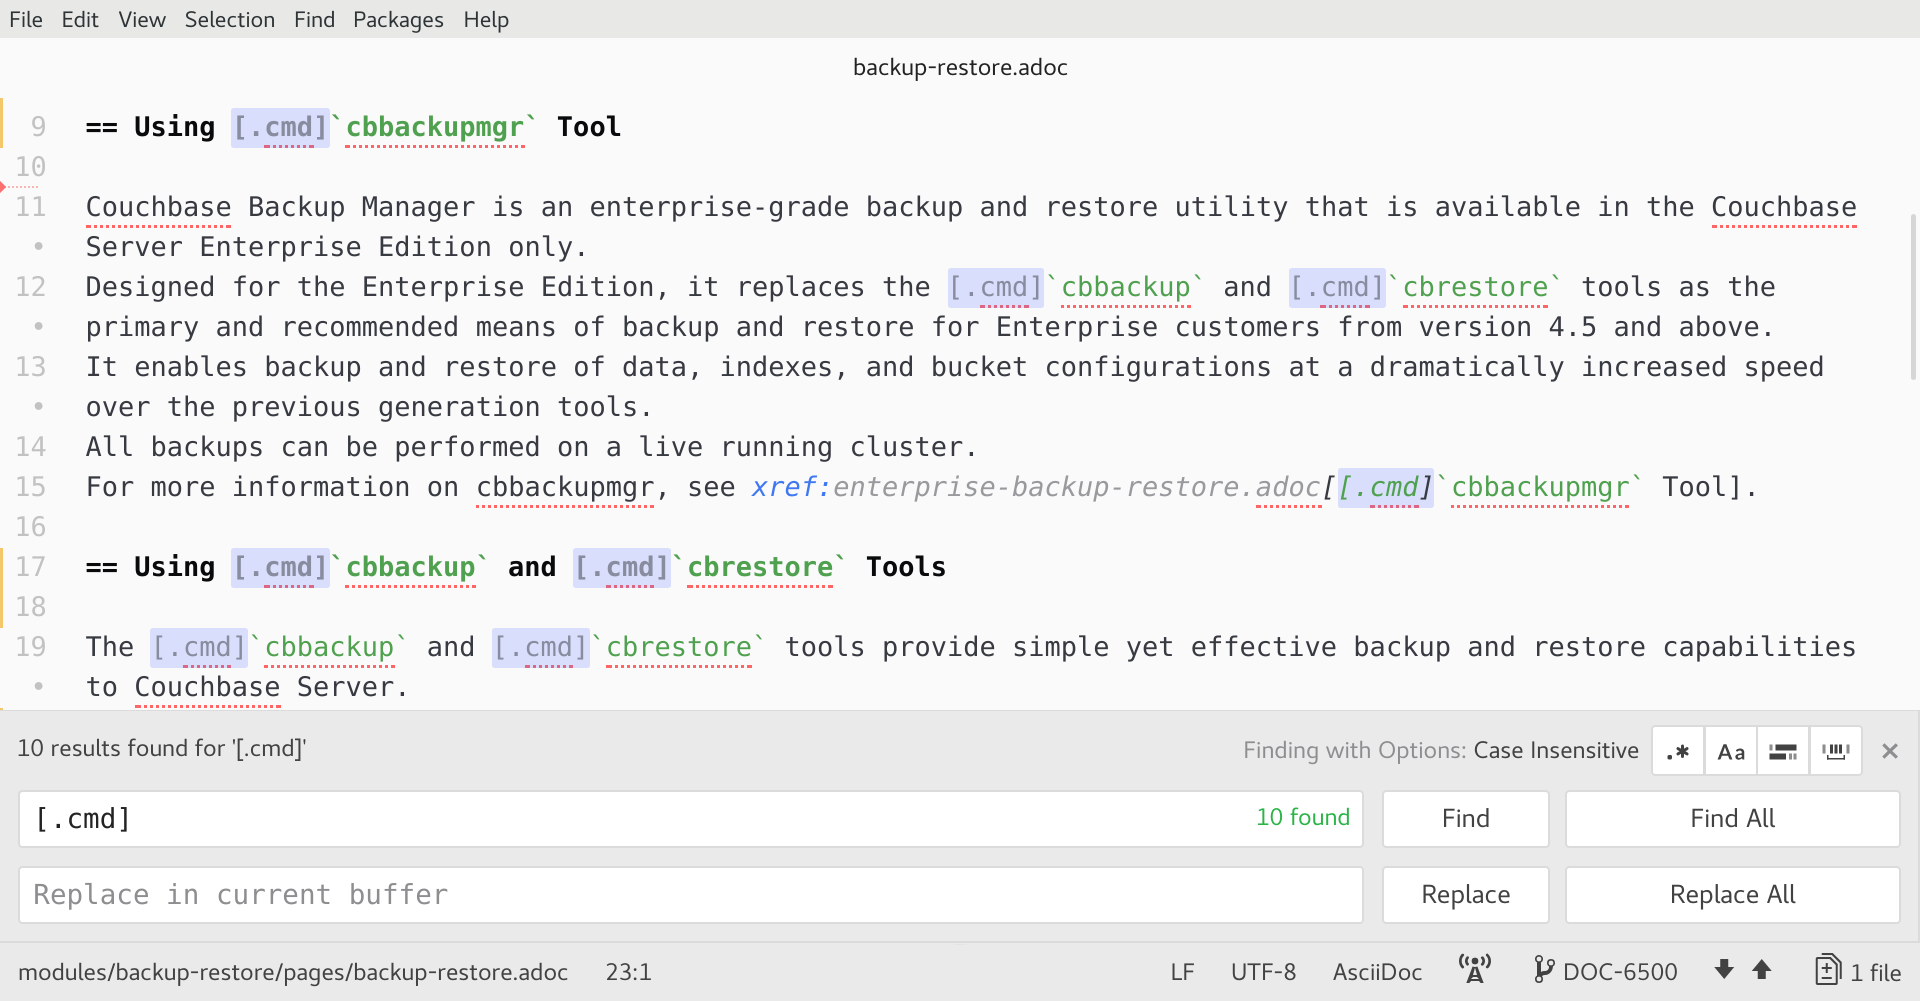 File Edit View Selection Find Packages Help
backup-restore.adoc
9 == Using [.cmd]`cbbackupmgr` Tool
10
11 Couchbase Backup Manager is an enterprise-grade backup and restore utility that is available in the Couchbase
• Server Enterprise Edition only.
12 Designed for the Enterprise Edition, it replaces the [.cmd]`cbbackup` and [.cmd]`cbrestore` tools as the
• primary and recommended means of backup and restore for Enterprise customers from version 4.5 and above.
13 It enables backup and restore of data, indexes, and bucket configurations at a dramatically increased speed
• over the previous generation tools.
14 All backups can be performed on a live running cluster.
15 For more information on cbbackupmgr, see xref:enterprise-backup-restore.adoc[[.cmd]`cbbackupmgr` Tool].
16
17 == Using [.cmd]`cbbackup` and [.cmd]`cbrestore` Tools
18
19 The [.cmd]`cbbackup` and [.cmd]`cbrestore` tools provide simple yet effective backup and restore capabilities
• to Couchbase Server.
10 results found for '[.cmd]' Finding with Options: Case Insensitive .* Aa ×
[.cmd] 10 found Find Find All
Replace in current buffer Replace Replace All
modules/backup-restore/pages/backup-restore.adoc 23:1 LF UTF-8 AsciiDoc DOC-6500 1 file